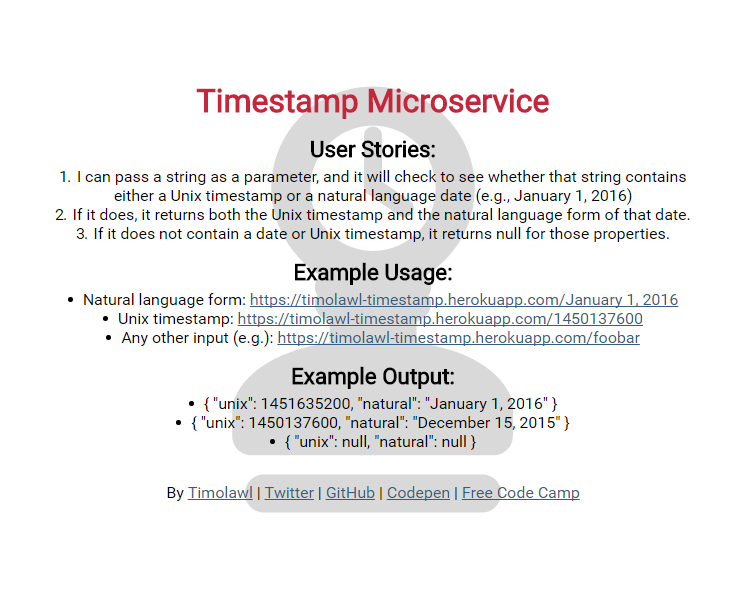 Timestamp Microservice
User Stories:
1. I can pass a string as a parameter, and it will check to see whether that string contains
either a Unix timestamp or a natural language date (e.g., January 1, 2016)
2. If it does, it returns both the Unix timestamp and the natural language form of that date.
3. If it does not contain a date or Unix timestamp, it returns null for those properties.
Example Usage:
• Natural language form: https://timolawl-timestamp.herokuapp.com/January 1, 2016
• Unix timestamp: https://timolawl-timestamp.herokuapp.com/1450137600
• Any other input (e.g.): https://timolawl-timestamp.herokuapp.com/foobar
Example Output:
• { "unix": 1451635200, "natural": "January 1, 2016" }
• { "unix": 1450137600, "natural": "December 15, 2015" }
• { "unix": null, "natural": null }
By Timolawl | Twitter | GitHub | Codepen | Free Code Camp